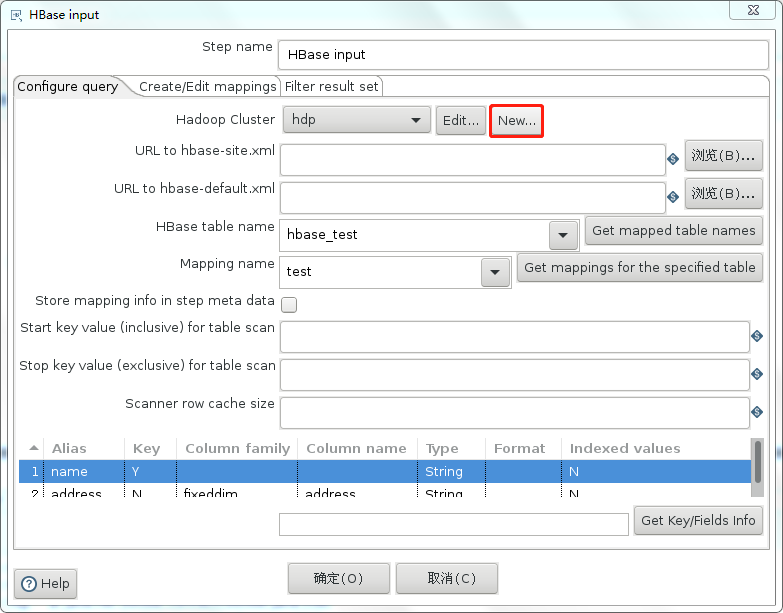 HBase input
Step name HBase input
Configure query Create/Edit mappings Filter result set
Hadoop Cluster hdp Edit... New...
URL to hbase-site.xml 浏览(B)...
URL to hbase-default.xml 浏览(B)...
HBase table name hbase_test Get mapped table names
Mapping name test Get mappings for the specified table
Store mapping info in step meta data
Start key value (inclusive) for table scan
Stop key value (exclusive) for table scan
Scanner row cache size
Alias Key Column family Column name Type Format Indexed values
1 name Y String N
2 address N fixeddim address String N
Get Key/Fields Info
Help 确定(O) 取消(C)